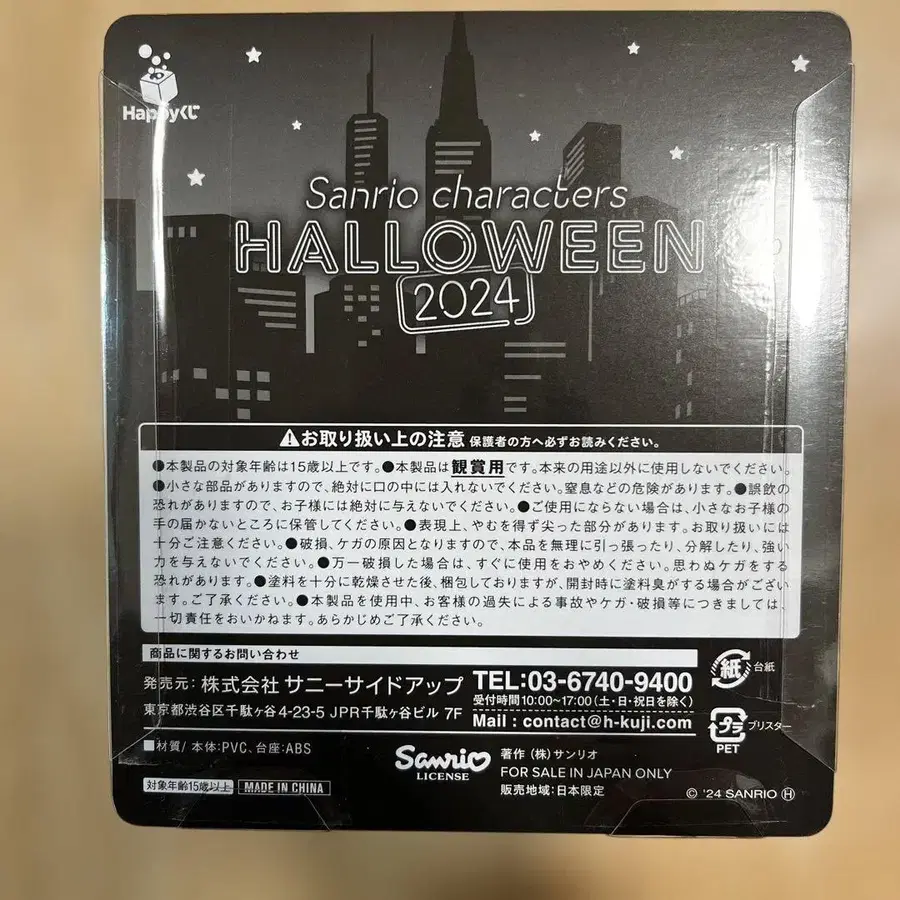 Happyくじ
Sanrio characters
HALLOWEEN
2024
⚠お取り扱い上の注意 保護者の方へ必ずお読みください。
●本製品の対象年齢は15歳以上です。●本製品は観賞用です。本来の用途以外に使用しないでください。
●小さな部品がありますので、絶対に口の中には入れないでください。窒息などの危険があります。●誤飲の
恐れがありますので、お子様には絶対に与えないでください。●ご使用にならない場合は、小さなお子様の
手の届かないところに保管してください。●表現上、やむを得ず尖った部分があります。お取り扱いには
十分ご注意ください。●破損、ケガの原因となりますので、本品を無理に引っ張ったり、分解したり、強い
力を与えないでください。●万一破損した場合は、すぐに使用をおやめください。思わぬケガをする
恐れがあります。●塗料を十分に乾燥させた後、梱包しておりますが、開封時に塗料臭がする場合がござい
ます。ご了承ください。●本製品を使用中、お客様の過失による事故やケガ・破損等につきましては、
一切責任をおいかねます。あらかじめご了承ください。
商品に関するお問い合わせ
発売元:株式会社 サニーサイドアップ
東京都渋谷区千駄ヶ谷4-23-5 JPR千駄ヶ谷ビル 7F
TEL:03-6740-9400
受付時間10:00~17:00(土・日・祝日を除く)
Mail : contact@h-kuji.com
紙 台紙
プラ ブリスター
PET
■材質/ 本体:PVC、台座:ABS
対象年齢15歳以上 MADE IN CHINA
Sanrio
LICENSE
著作 (株)サンリオ
FOR SALE IN JAPAN ONLY
販売地域:日本限定
© '24 SANRIO Ⓗ